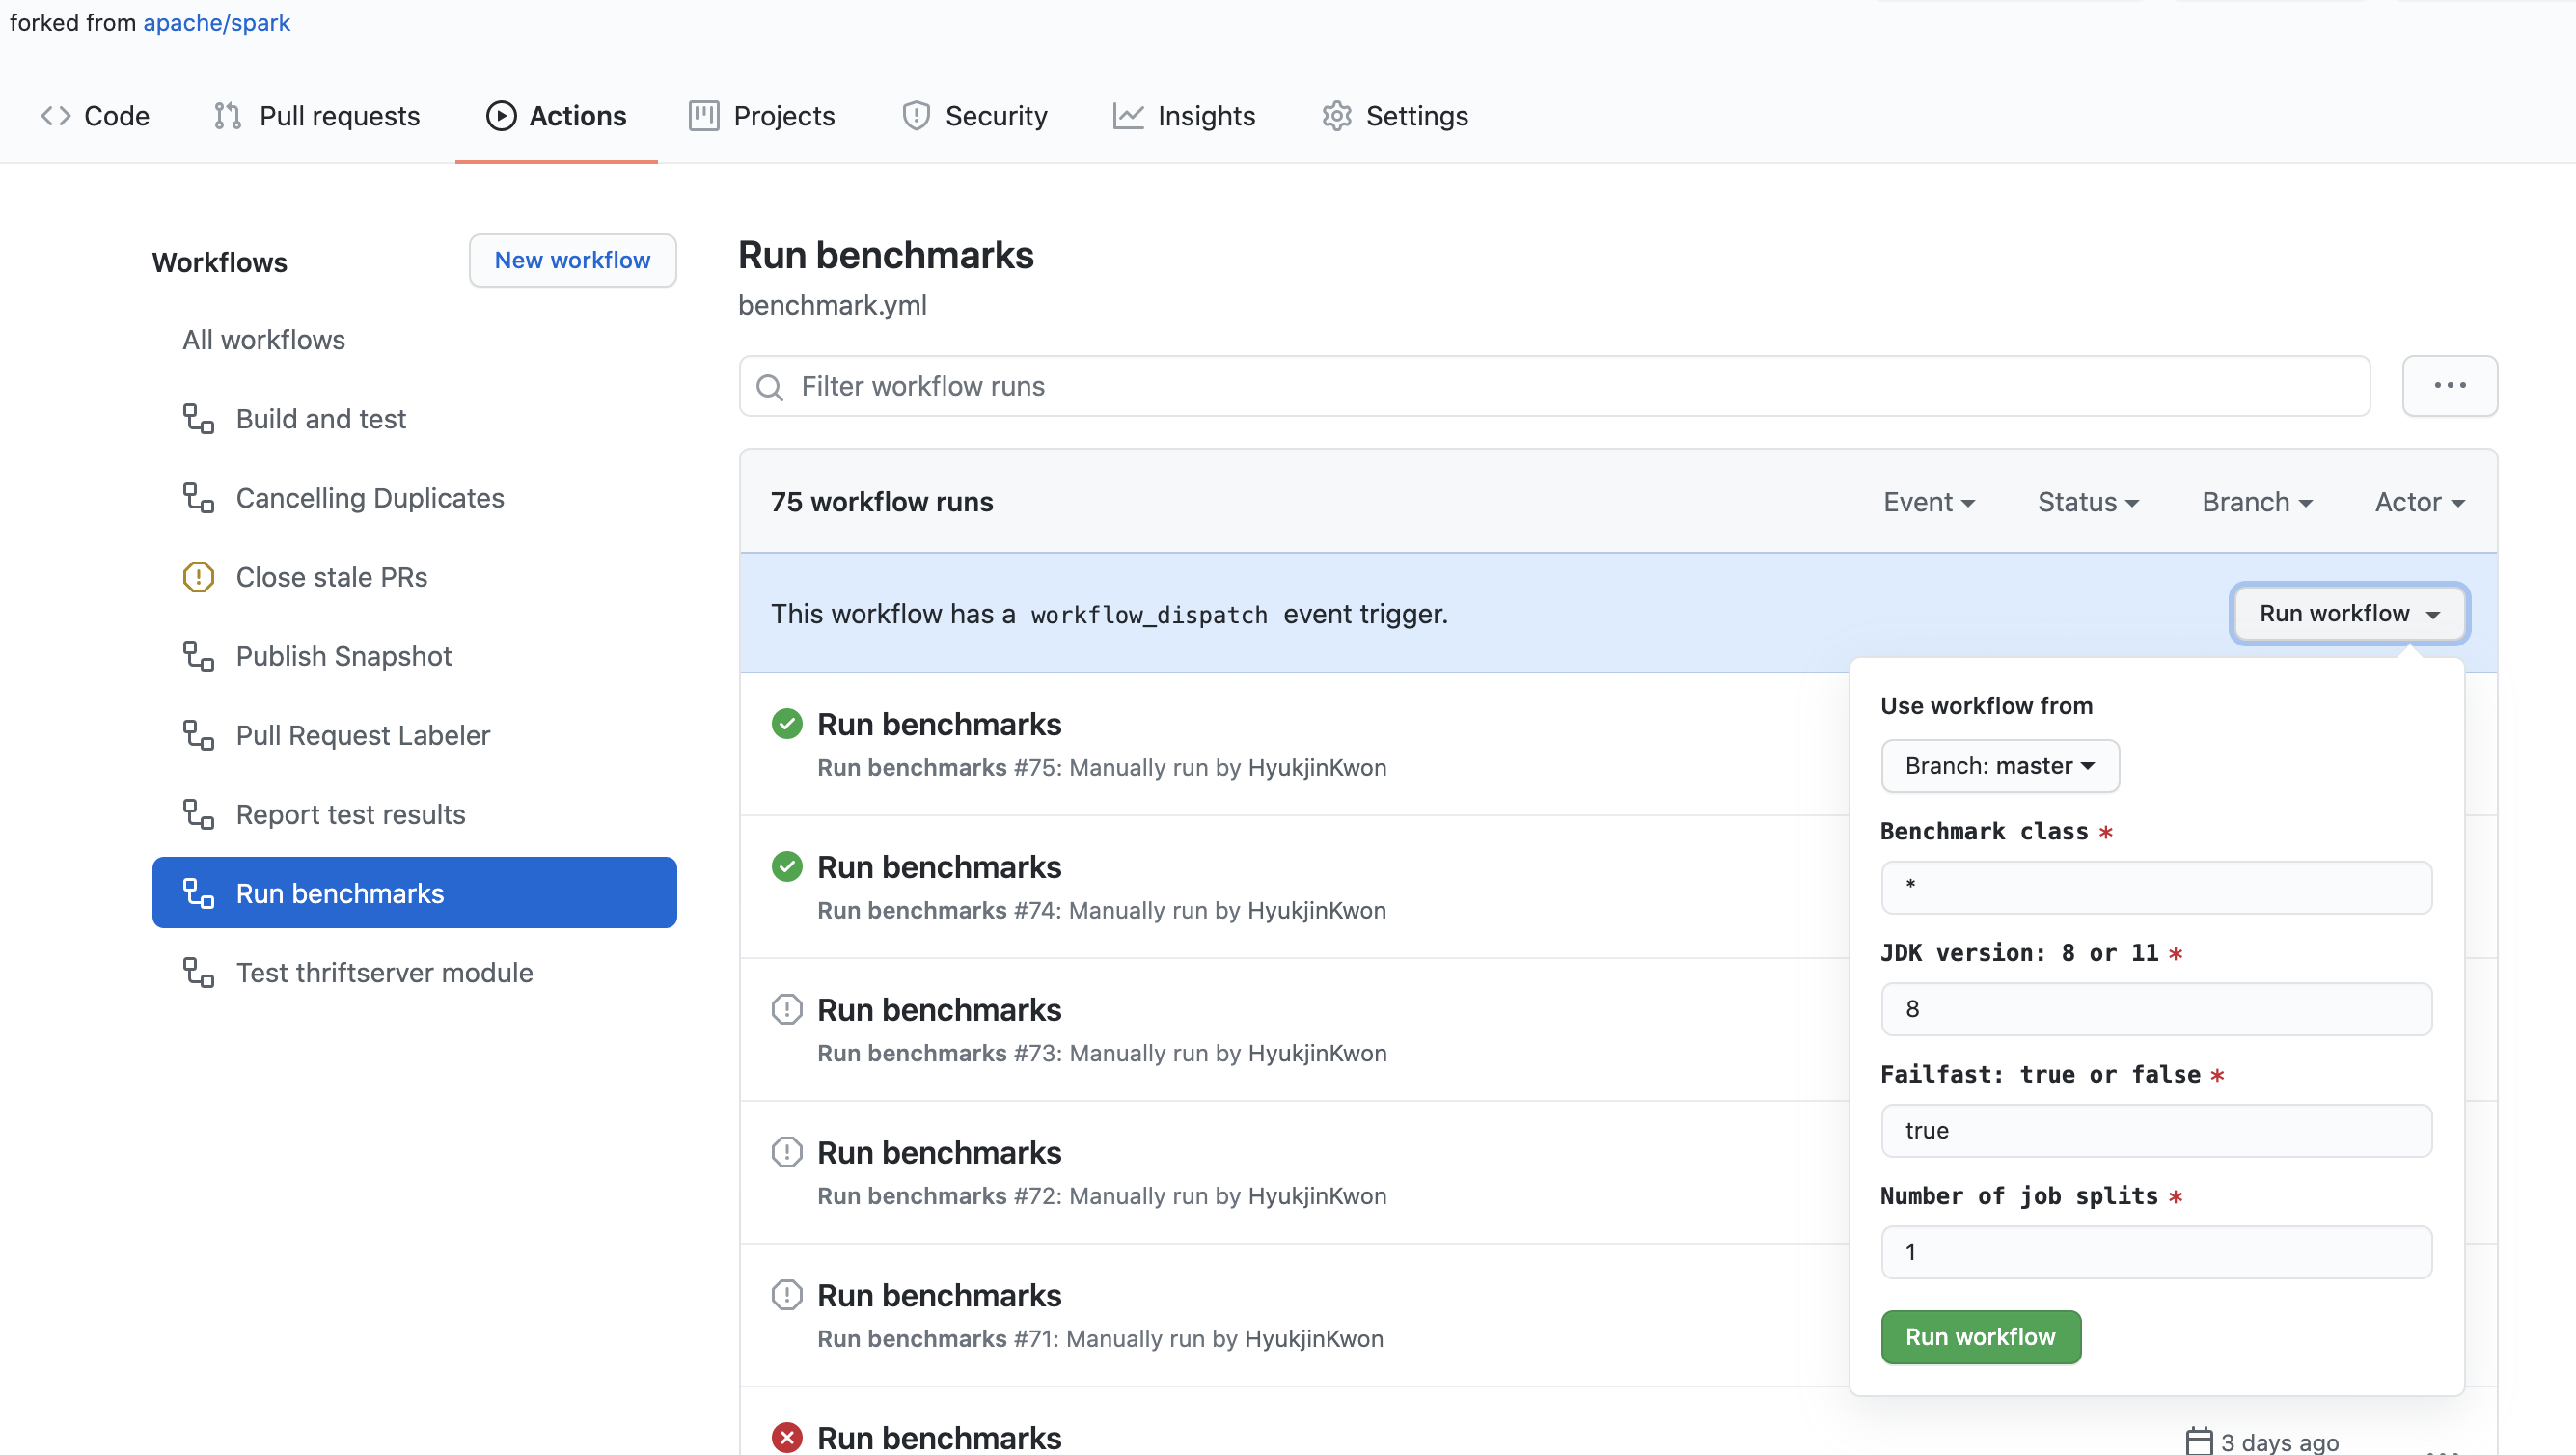 forked from apache/spark
Code Pull requests Actions Projects Security Insights Settings
Workflows
New workflow
All workflows
Build and test
Cancelling Duplicates
Close stale PRs
Publish Snapshot
Pull Request Labeler
Report test results
Run benchmarks
Test thriftserver module
Run benchmarks
benchmark.yml
Filter workflow runs
75 workflow runs
Event Status Branch Actor
This workflow has a workflow_dispatch event trigger.
Run workflow
Run benchmarks
Run benchmarks #75: Manually run by HyukjinKwon
Run benchmarks
Run benchmarks #74: Manually run by HyukjinKwon
Run benchmarks
Run benchmarks #73: Manually run by HyukjinKwon
Run benchmarks
Run benchmarks #72: Manually run by HyukjinKwon
Run benchmarks
Run benchmarks #71: Manually run by HyukjinKwon
Run benchmarks
3 days ago
Use workflow from
Branch: master
Benchmark class *
*
JDK version: 8 or 11 *
8
Failfast: true or false *
true
Number of job splits *
1
Run workflow